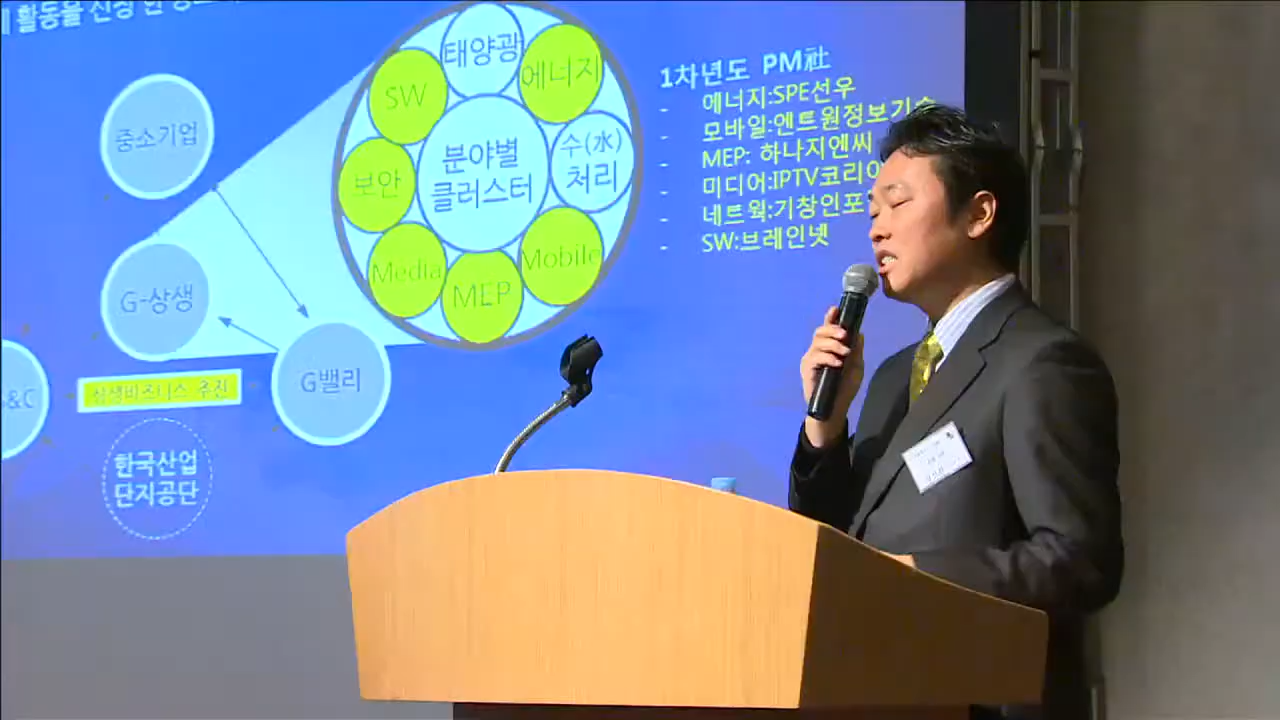 활동을
중소기업
G-상생
&C
상생비즈니스 추진
한국산업
단지공단
G밸리
태양광
에너지
SW
수(水)
처리
분야별
클러스터
보안
Media
MEP
Mobile
1차년도 PM社
- 에너지:SPE선우
- 모바일:엔트원정보기술
- MEP: 하나지엔씨
- 미디어:IPTV코리아
- 네트웍:기창인포
- SW:브레인넷